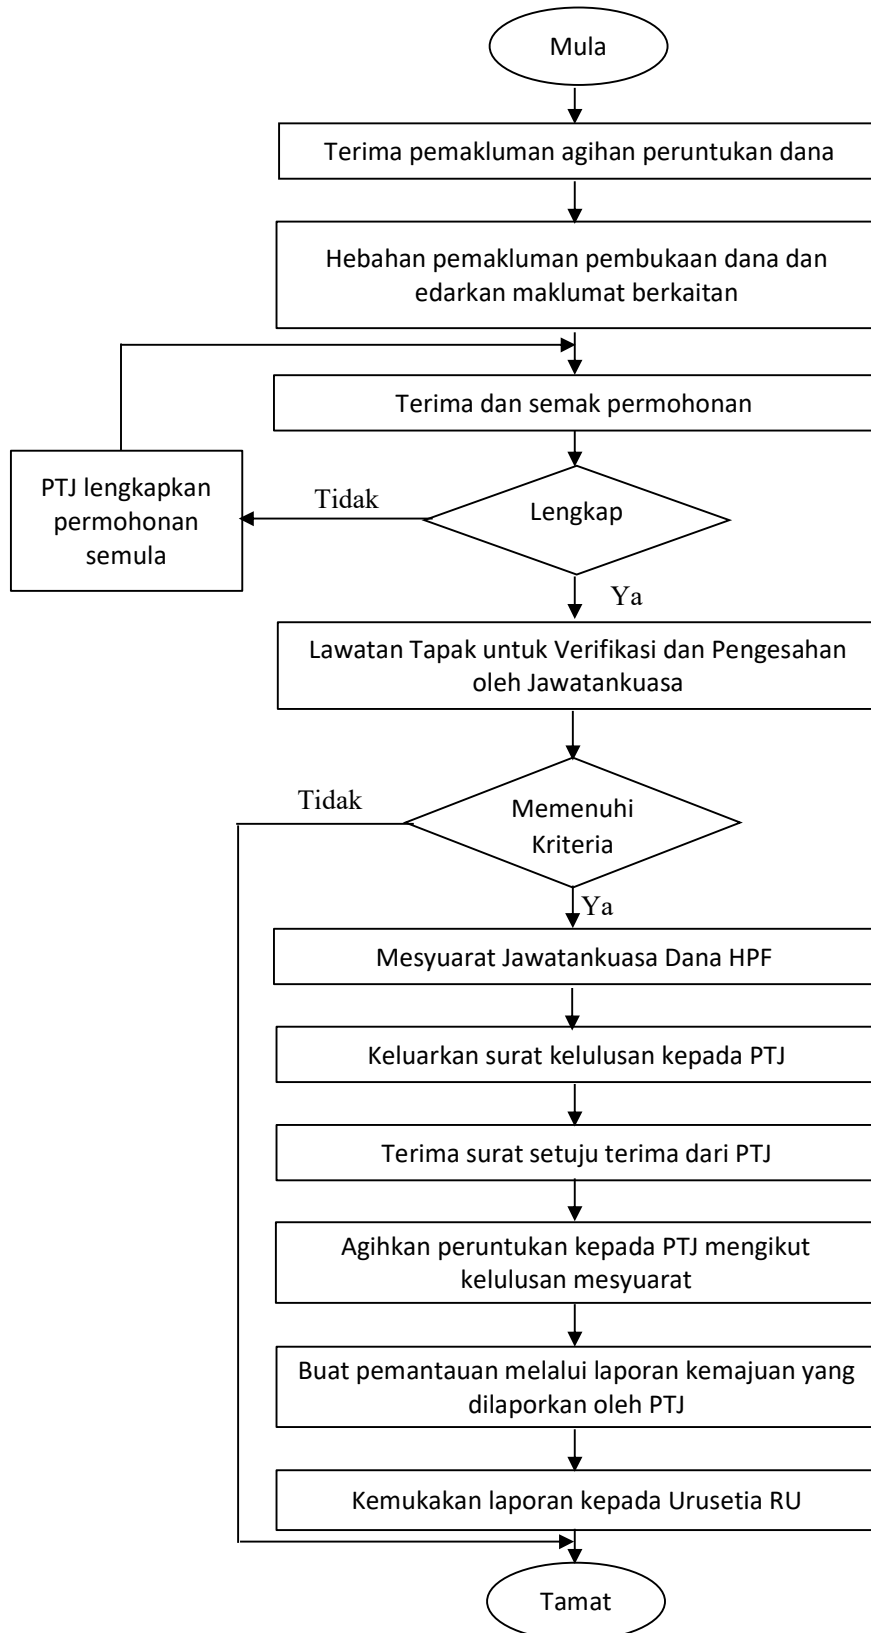 Mula
Terima pemakluman agihan peruntukan dana
Hebahan pemakluman pembukaan dana dan
edarkan maklumat berkaitan
Terima dan semak permohonan
PTJ lengkapkan
permohonan
semula
Tidak
Lengkap
Ya
Lawatan Tapak untuk Verifikasi dan Pengesahan
oleh Jawatankuasa
Tidak
Memenuhi
Kriteria
Ya
Mesyuarat Jawatankuasa Dana HPF
Keluarkan surat kelulusan kepada PTJ
Terima surat setuju terima dari PTJ
Agihkan peruntukan kepada PTJ mengikut
kelulusan mesyuarat
Buat pemantauan melalui laporan kemajuan yang
dilaporkan oleh PTJ
Kemukakan laporan kepada Urusetia RU
Tamat